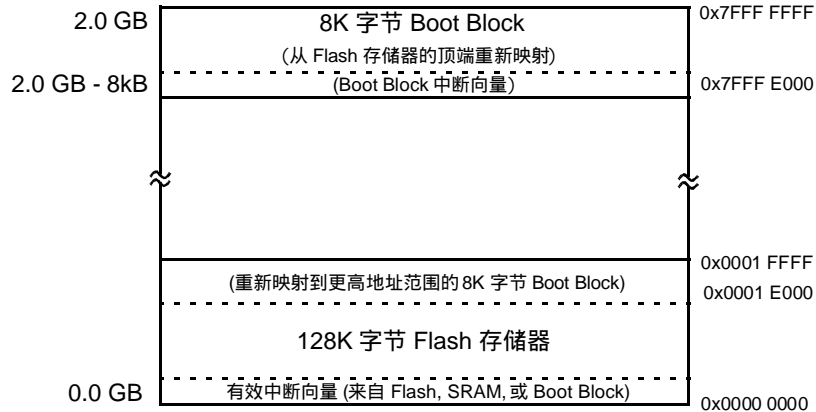 2.0 GB
8K 字节 Boot Block
0x7FFF FFFF
（从 Flash 存储器的顶端重新映射)
2.0 GB - 8kB
(Boot Block 中断向量）
0x7FFF E000
0x0001 FFFF
(重新映射到更高地址范围的 8K 字节 Boot Block)
0x0001 E000
128K 字节 Flash 存储器
0.0 GB
有效中断向量 (来自 Flash, SRAM, 或 Boot Block)
0x0000 0000